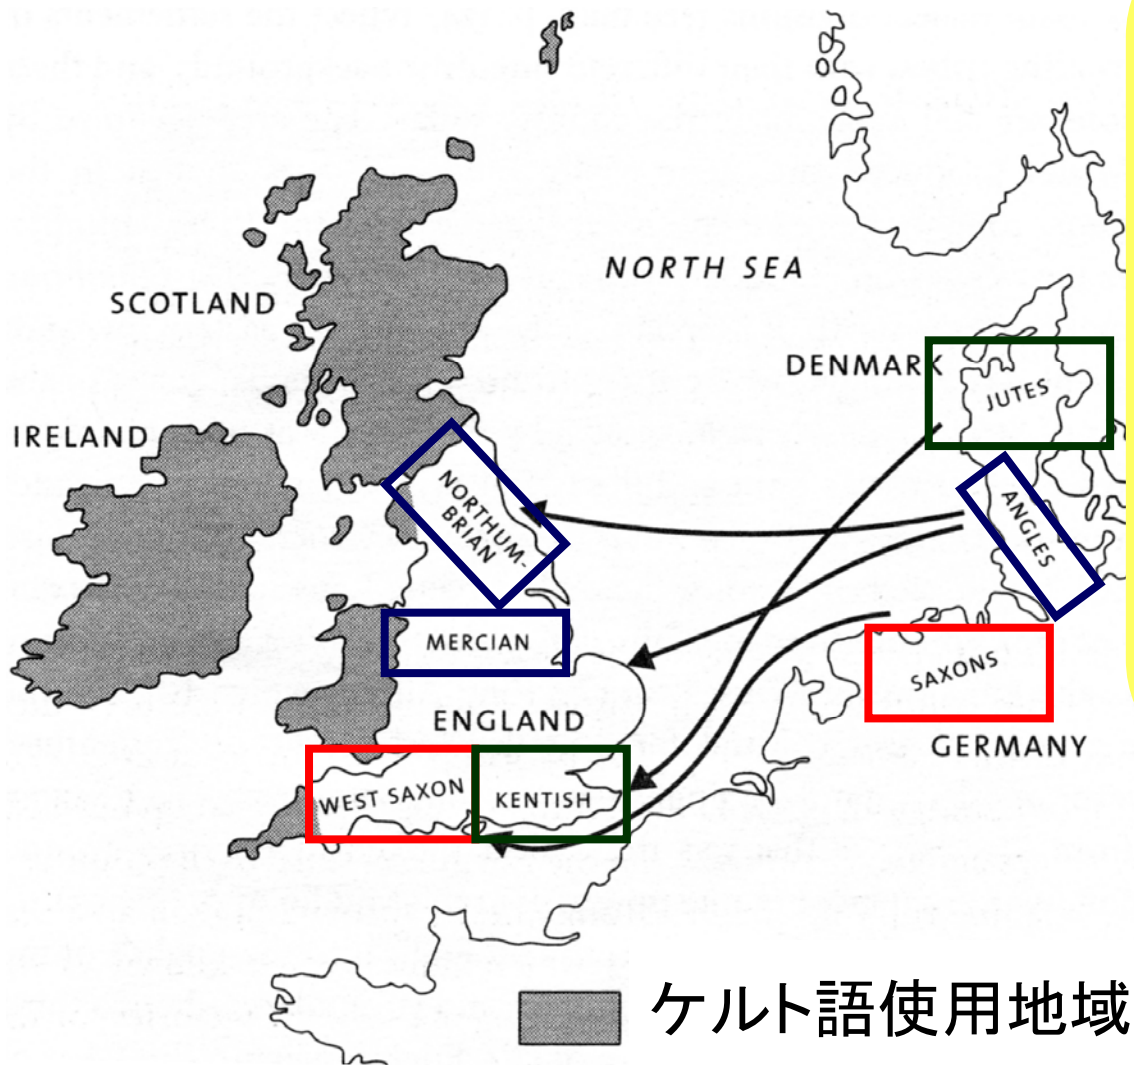 NORTH SEA
SCOTLAND
DENMARK
JUTES
IRELAND
NORTHUM-
BRIAN
ANGLES
MERCIAN
SAXONS
ENGLAND
GERMANY
WEST SAXON
KENTISH
ケルト語使用地域